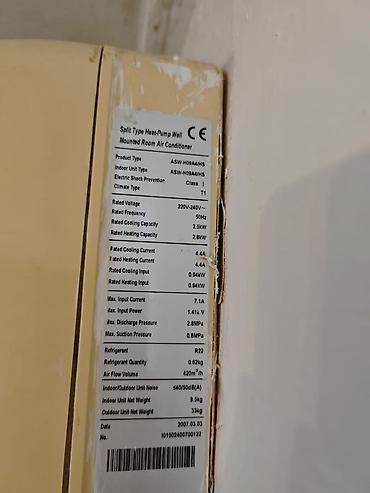 Split Type Heat-Pump Wall CE
Mounted Room Air Conditioner
Product Type ASW-H09A4/HS
Indoor Unit Type ASW-H09A4/HS
Electric Shock Prevention Class I
Climate Type T1
Rated Voltage 220V-240V~
Rated Frequency 50Hz
Rated Cooling Capacity 2.5kW
Rated Heating Capacity 2.8kW
Rated Cooling Current 4.4A
Rated Heating Current 4.4A
Rated Cooling Input 0.94kW
Rated Heating Input 0.94kW
Max. Input Current 7.1A
Max. Input Power
Max. Discharge Pressure 2.8MPa
Max. Suction Pressure 0.8MPa
Refrigerant R22
Refrigerant Quantity 0.62kg
Air Flow Volume 420m³/h
Indoor/Outdoor Unit Noise ≤40/50dB(A)
Indoor Unit Net Weight 9.5kg
Outdoor Unit Net Weight 33kg
Date 2007.03.03
No. I01502400700122